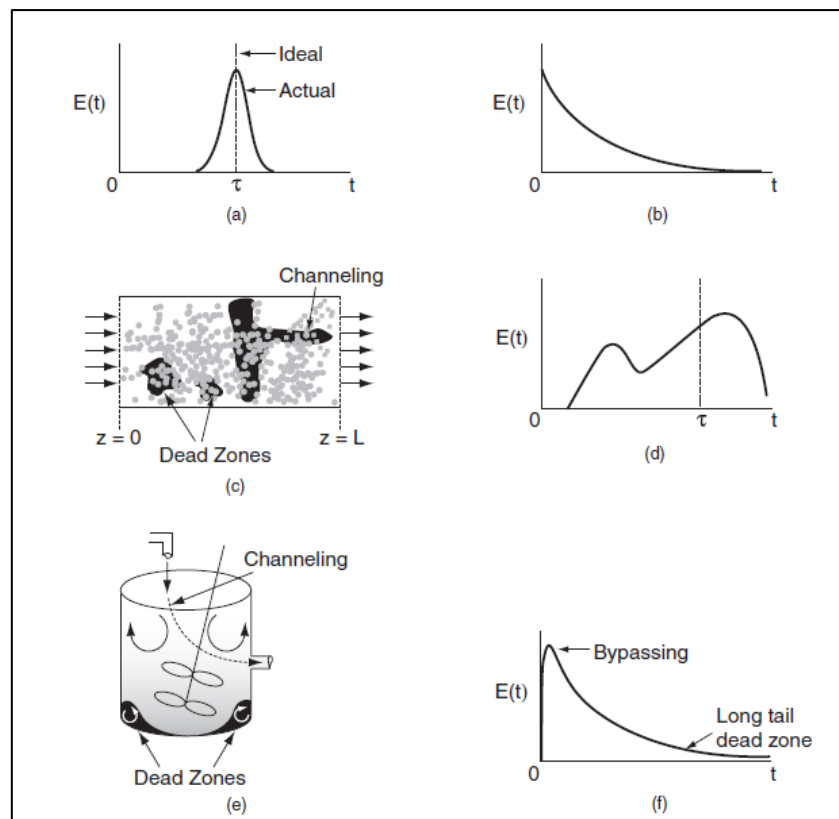 Ideal
Actual
E(t)
0
τ
t
(a)
E(t)
0
t
(b)
Channeling
z = 0
z = L
Dead Zones
(c)
E(t)
0
τ
t
(d)
Channeling
Dead Zones
(e)
Bypassing
E(t)
Long tail
dead zone
0
t
(f)